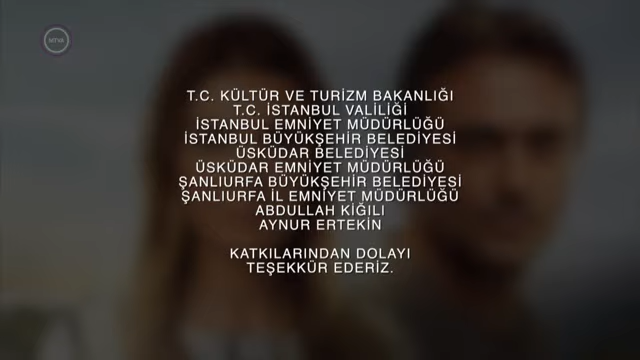 mtva
T.C. KÜLTÜR VE TURİZM BAKANLIĞI
T.C. İSTANBUL VALİLİĞİ
İSTANBUL EMNİYET MÜDÜRLÜĞÜ
İSTANBUL BÜYÜKŞEHİR BELEDİYESİ
ÜSKÜDAR BELEDİYESİ
ÜSKÜDAR EMNİYET MÜDÜRLÜĞÜ
ŞANLIURFA BÜYÜKŞEHİR BELEDİYESİ
ŞANLIURFA İL EMNİYET MÜDÜRLÜĞÜ
ABDULLAH KİĞILI
AYNUR ERTEKİN
KATKILARINDAN DOLAYI
TEŞEKKÜR EDERİZ.